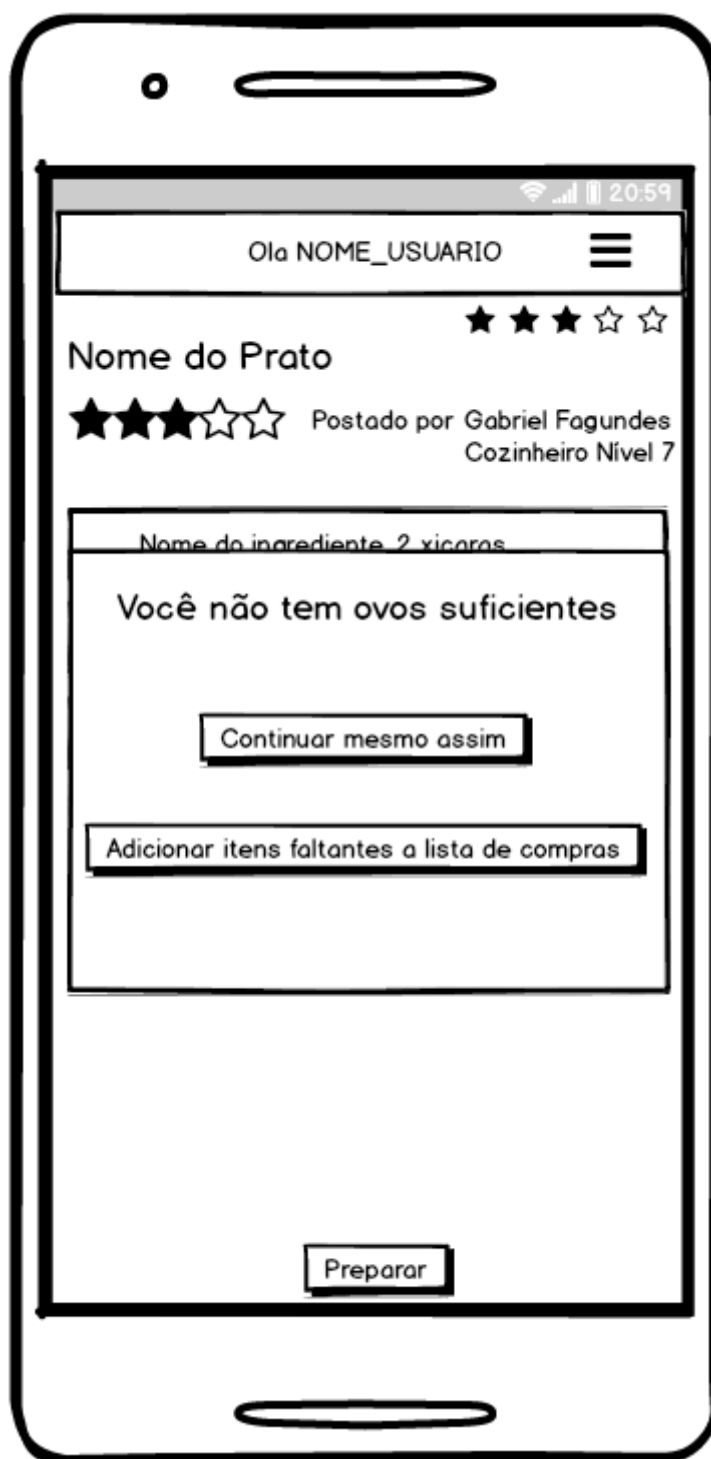 20:59
Ola NOME_USUARIO
Nome do Prato
Postado por Gabriel Fagundes
Cozinheiro Nível 7
Nome do ingrediente 2 xicaras
Você não tem ovos suficientes
Continuar mesmo assim
Adicionar itens faltantes a lista de compras
Preparar